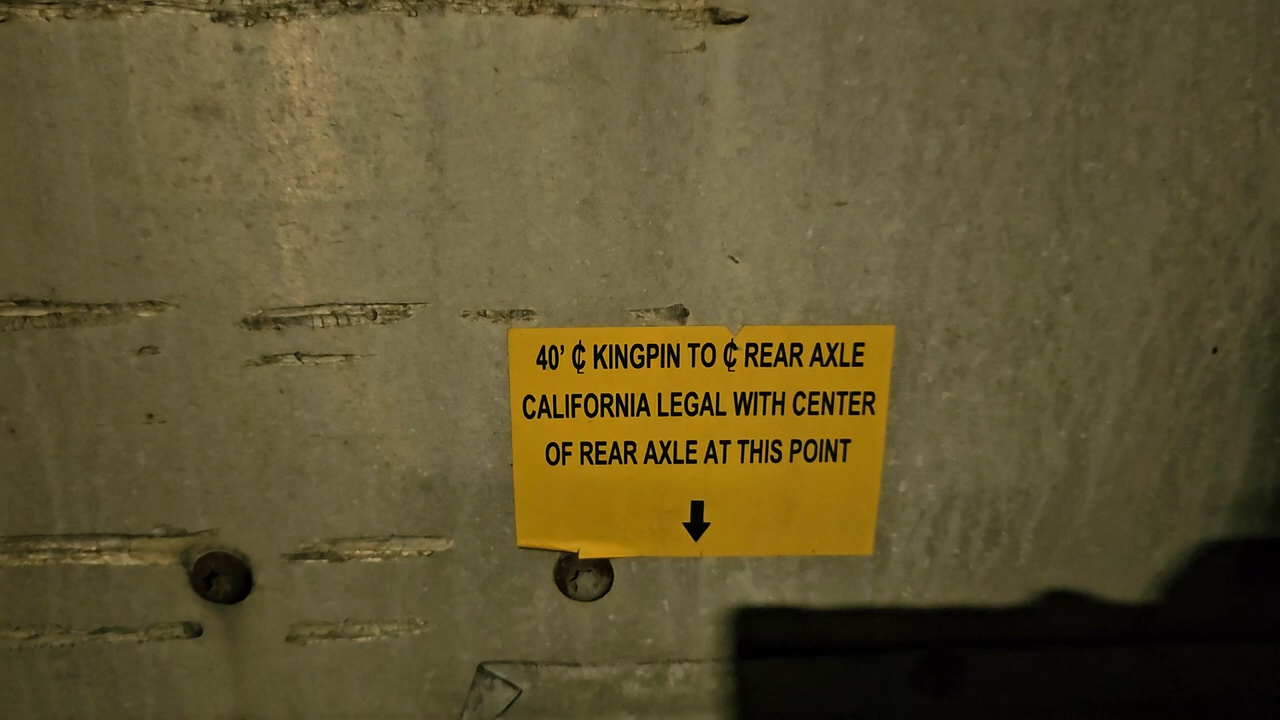 40' ℄ KINGPIN TO ℄ REAR AXLE
CALIFORNIA LEGAL WITH CENTER
OF REAR AXLE AT THIS POINT